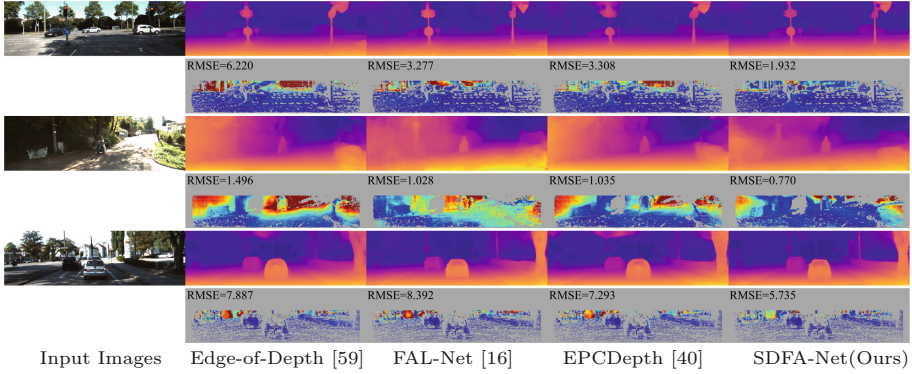 RMSE=6.220 RMSE=3.277 RMSE=3.308 RMSE=1.932
RMSE=1.496 RMSE=1.028 RMSE=1.035 RMSE=0.770
RMSE=7.887 RMSE=8.392 RMSE=7.293 RMSE=5.735
Input Images Edge-of-Depth [59] FAL-Net [16] EPCDepth [40] SDFA-Net(Ours)